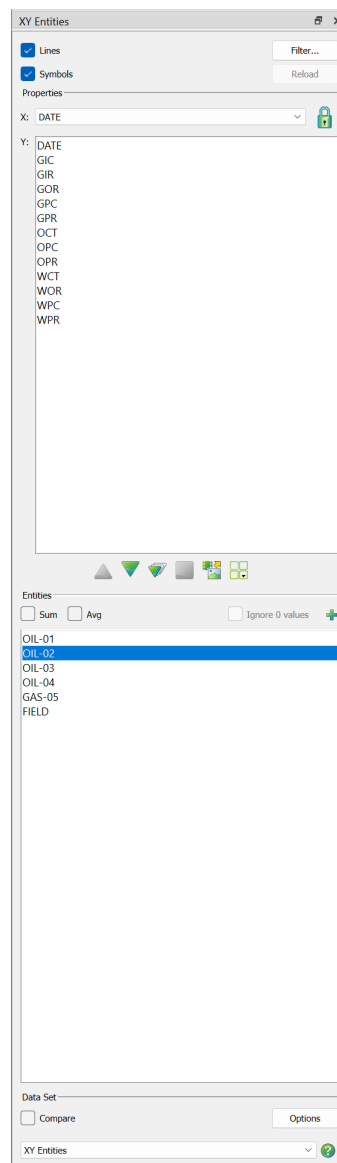 XY Entities
Lines
Filter...
Symbols
Reload
Properties
X: DATE
Y:
DATE
GIC
GIR
GOR
GPC
GPR
OCT
OPC
OPR
WCT
WOR
WPC
WPR
Entities
Sum Avg Ignore 0 values
OIL-01
OIL-02
OIL-03
OIL-04
GAS-05
FIELD
Data Set
Compare Options
XY Entities